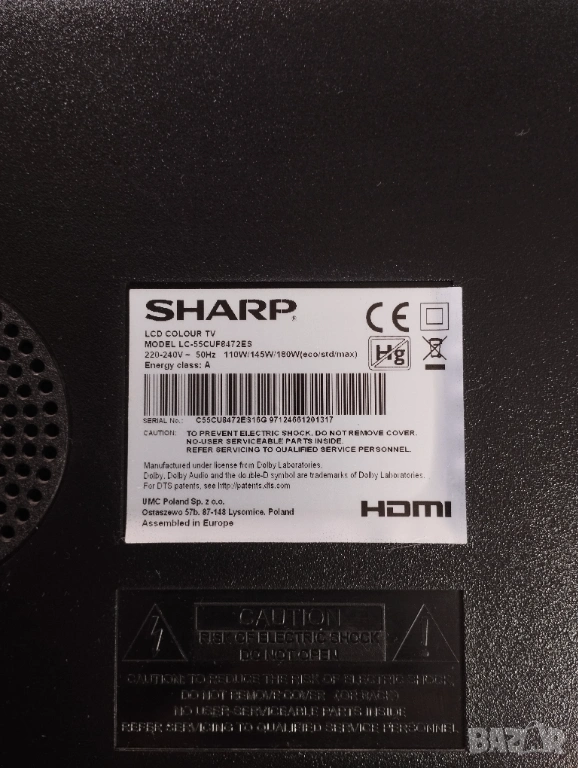 SHARP®
LCD COLOUR TV
MODEL LC-55CUF8472ES
220-240V ~ 50Hz 110W/145W/180W(eco/std/max)
Energy class: A
Hg
SERIAL No.: C55CU8472ES16G 97124661201317
CAUTION: TO PREVENT ELECTRIC SHOCK, DO NOT REMOVE COVER.
NO-USER SERVICEABLE PARTS INSIDE.
REFER SERVICING TO QUALIFIED SERVICE PERSONNEL.
Manufactured under license from Dolby Laboratories.
Dolby, Dolby Audio and the double-D symbol are trademarks of Dolby Laboratories.
For DTS patents, see http://patents.dts.com
UMC Poland Sp. z o.o.
Ostaszewo 57b, 87-148 Lysomice, Poland
Assembled in Europe
HDMI
CAUTION
RISK OF ELECTRIC SHOCK
DO NOT OPEN
CAUTION: TO REDUCE THE RISK OF ELECTRIC SHOCK,
DO NOT REMOVE COVER (OR BACK)
NO USER-SERVICEABLE PARTS INSIDE
REFER SERVICING TO QUALIFIED SERVICE PERSONNEL
BAZAR